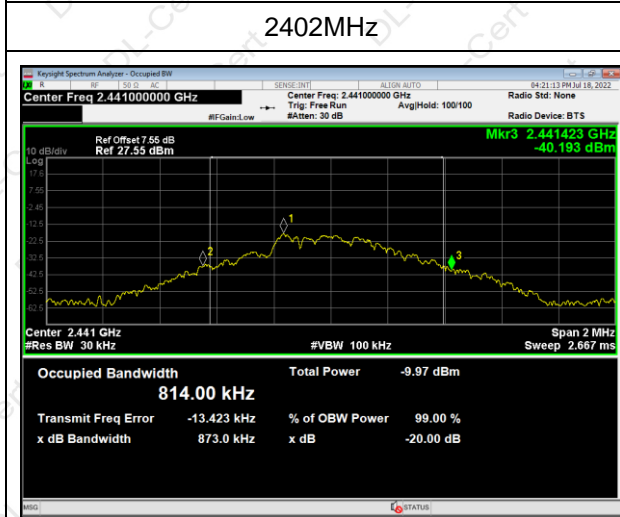 2402MHz
Keysight Spectrum Analyzer - Occupied BW
R RF 50 Ω AC SENSE:INT ALIGN AUTO 04:21:13 PM Jul 18, 2022
Center Freq 2.441000000 GHz Center Freq: 2.441000000 GHz Radio Std: None
Trig: Free Run Avg|Hold: 100/100
#IFGain:Low #Atten: 30 dB Radio Device: BTS
Ref Offset 7.55 dB Mkr3 2.441423 GHz
10 dB/div Ref 27.55 dBm -40.193 dBm
Log
17.6
7.55
-2.45
-12.5
1
-22.5
2
3
-32.5
-42.5
-52.5
-62.5
Center 2.441 GHz Span 2 MHz
#Res BW 30 kHz #VBW 100 kHz Sweep 2.667 ms
Occupied Bandwidth Total Power -9.97 dBm
814.00 kHz
Transmit Freq Error -13.423 kHz % of OBW Power 99.00 %
x dB Bandwidth 873.0 kHz x dB -20.00 dB
MSG STATUS
DL-Cert